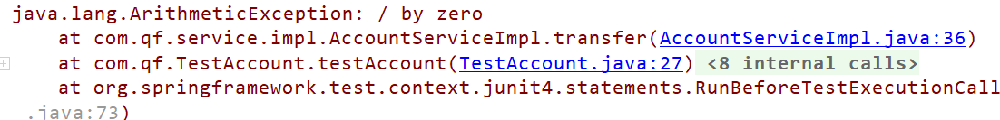 java.lang.ArithmeticException: / by zero
at com.qf.service.impl.AccountServiceImpl.transfer(AccountServiceImpl.java:36)
at com.qf.TestAccount.testAccount(TestAccount.java:27) <8 internal calls>
at org.springframework.test.context.junit4.statements.RunBeforeTestExecutionCall
.java:73)